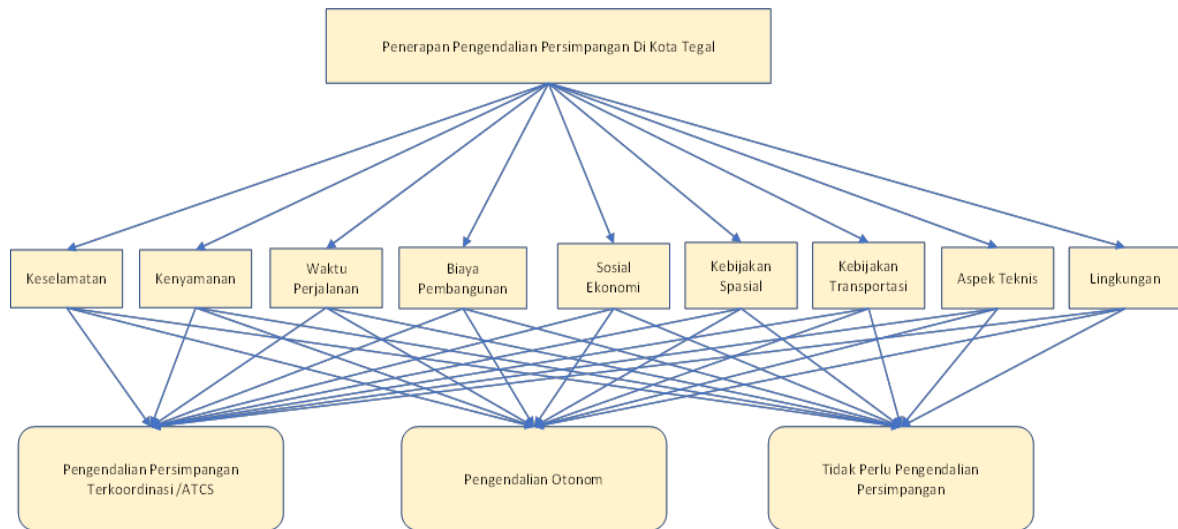 Penerapan Pengendalian Persimpangan Di Kota Tegal
Keselamatan
Kenyamanan
Waktu
Perjalanan
Biaya
Pembangunan
Sosial
Ekonomi
Kebijakan
Spasial
Kebijakan
Transportasi
Aspek Teknis
Lingkungan
Pengendalian Persimpangan
Terkoordinasi /ATCS
Pengendalian Otonom
Tidak Perlu Pengendalian
Persimpangan